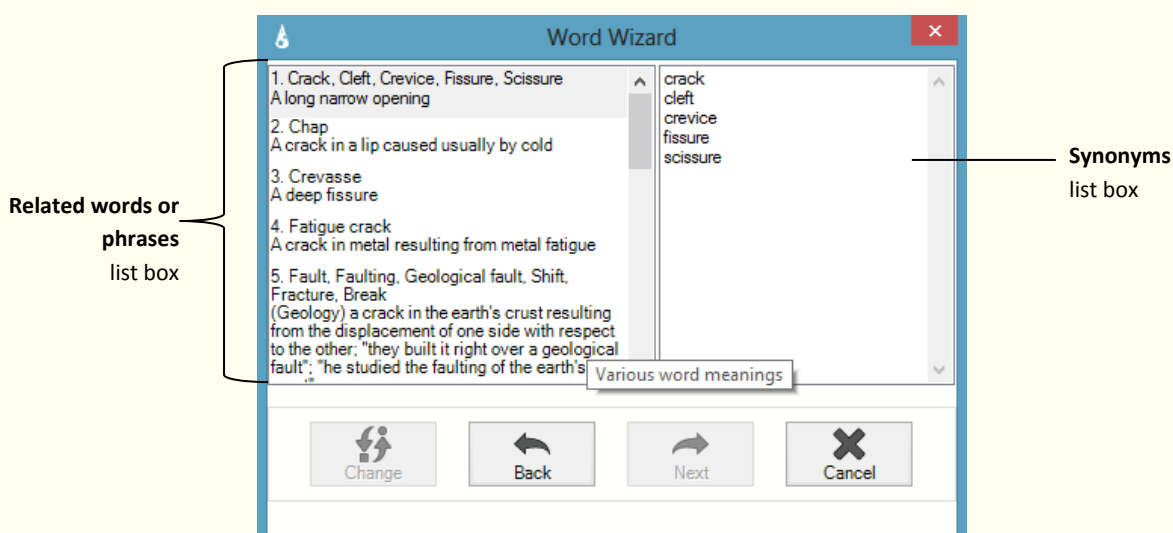 Word Wizard
1. Crack, Cleft, Crevice, Fissure, Scissure
A long narrow opening
2. Chap
A crack in a lip caused usually by cold
3. Crevasse
A deep fissure
4. Fatigue crack
A crack in metal resulting from metal fatigue
5. Fault, Faulting, Geological fault, Shift,
Fracture, Break
(Geology) a crack in the earth's crust resulting
from the displacement of one side with respect
to the other; "they built it right over a geological
fault"; "he studied the faulting of the earth's
crack
cleft
crevice
fissure
scissure
Various word meanings
Related words or
phrases
list box
Synonyms
list box
Change
Back
Next
Cancel